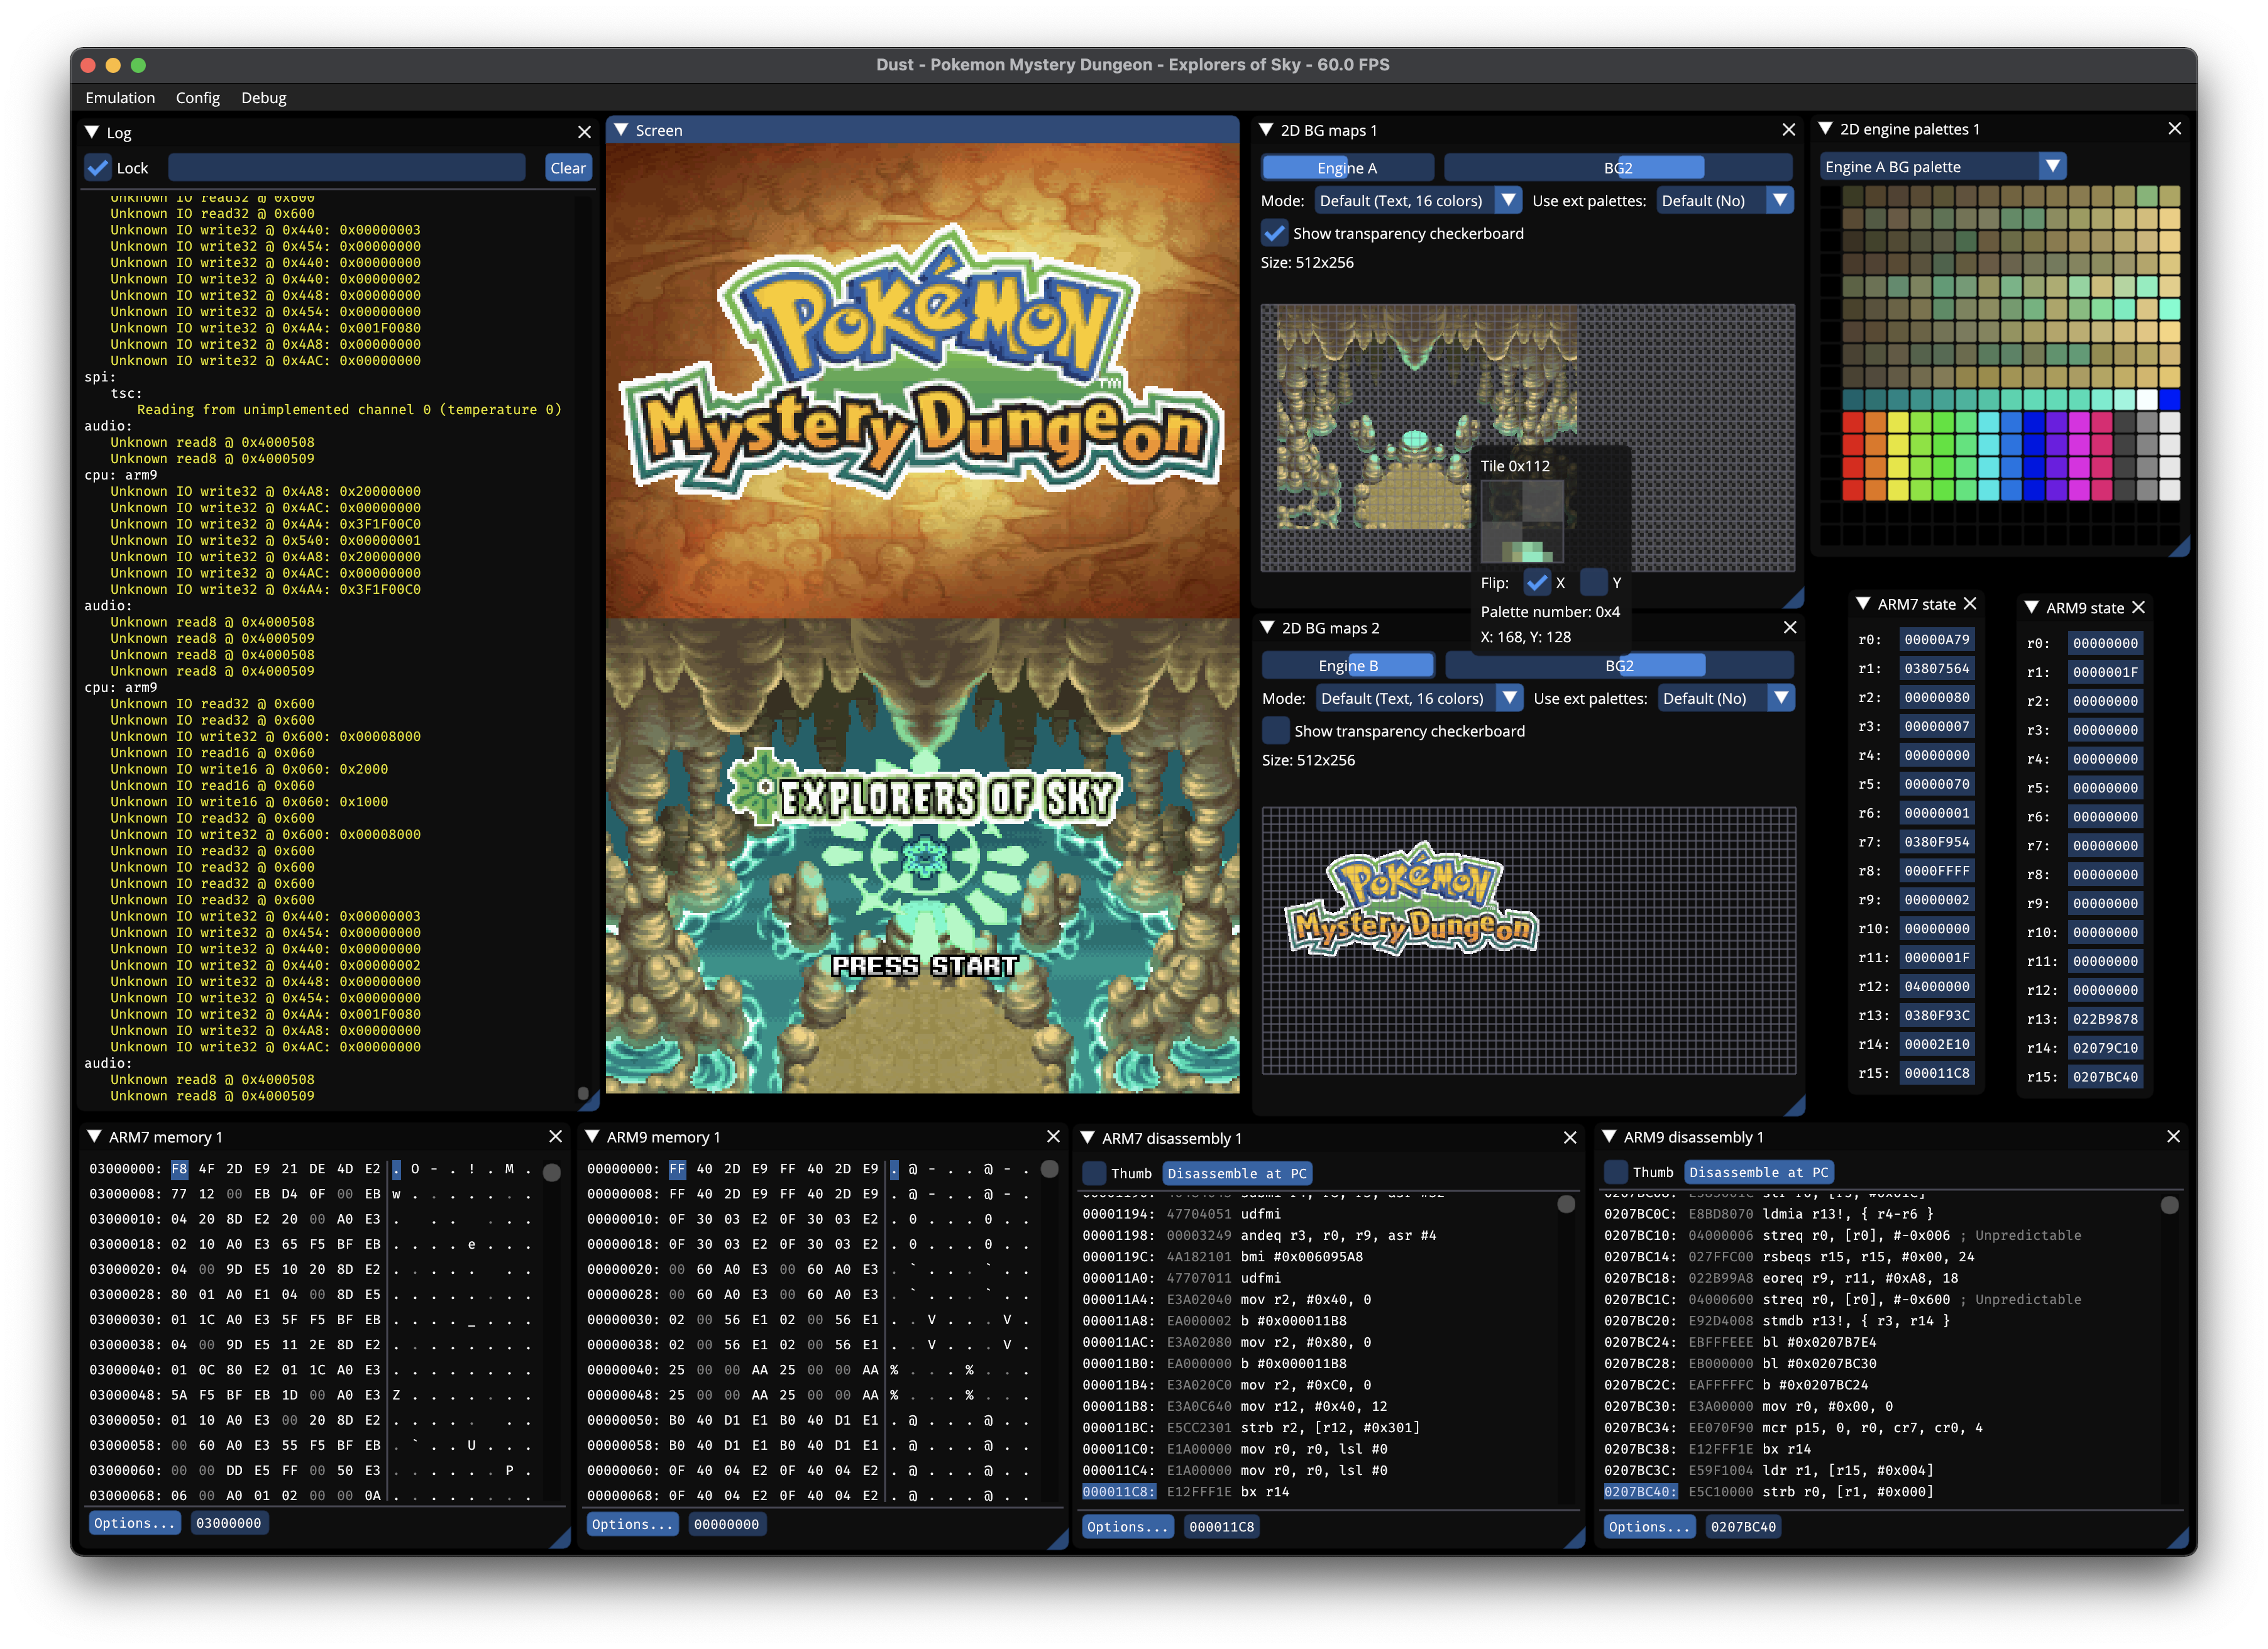 Dust - Pokemon Mystery Dungeon - Explorers of Sky - 60.0 FPS
Emulation Config Debug
Log
Lock Clear
Unknown IO read32 @ 0x600
Unknown IO read32 @ 0x600
Unknown IO write32 @ 0x440: 0x00000003
Unknown IO write32 @ 0x454: 0x00000000
Unknown IO write32 @ 0x440: 0x00000000
Unknown IO write32 @ 0x440: 0x00000002
Unknown IO write32 @ 0x448: 0x00000000
Unknown IO write32 @ 0x454: 0x00000000
Unknown IO write32 @ 0x4A4: 0x001F0080
Unknown IO write32 @ 0x4A8: 0x00000000
Unknown IO write32 @ 0x4AC: 0x00000000
spi:
tsc:
Reading from unimplemented channel 0 (temperature 0)
audio:
Unknown read8 @ 0x4000508
Unknown read8 @ 0x4000509
cpu: arm9
Unknown IO write32 @ 0x4A8: 0x20000000
Unknown IO write32 @ 0x4AC: 0x00000000
Unknown IO write32 @ 0x4A4: 0x3F1F00C0
Unknown IO write32 @ 0x540: 0x00000001
Unknown IO write32 @ 0x4A8: 0x20000000
Unknown IO write32 @ 0x4AC: 0x00000000
Unknown IO write32 @ 0x4A4: 0x3F1F00C0
audio:
Unknown read8 @ 0x4000508
Unknown read8 @ 0x4000509
Unknown read8 @ 0x4000508
Unknown read8 @ 0x4000509
cpu: arm9
Unknown IO read32 @ 0x600
Unknown IO read32 @ 0x600
Unknown IO write32 @ 0x600: 0x00008000
Unknown IO read16 @ 0x060
Unknown IO write16 @ 0x060: 0x2000
Unknown IO read16 @ 0x060
Unknown IO write16 @ 0x060: 0x1000
Unknown IO read32 @ 0x600
Unknown IO write32 @ 0x600: 0x00008000
Unknown IO read32 @ 0x600
Unknown IO read32 @ 0x600
Unknown IO read32 @ 0x600
Unknown IO read32 @ 0x600
Unknown IO write32 @ 0x440: 0x00000003
Unknown IO write32 @ 0x454: 0x00000000
Unknown IO write32 @ 0x440: 0x00000000
Unknown IO write32 @ 0x440: 0x00000002
Unknown IO write32 @ 0x448: 0x00000000
Unknown IO write32 @ 0x454: 0x00000000
Unknown IO write32 @ 0x4A4: 0x001F0080
Unknown IO write32 @ 0x4A8: 0x00000000
Unknown IO write32 @ 0x4AC: 0x00000000
audio:
Unknown read8 @ 0x4000508
Unknown read8 @ 0x4000509
Screen
POKéMON
TM
Mystery Dungeon
EXPLORERS OF SKY
PRESS START
2D BG maps 1
Engine A BG2
Mode: Default (Text, 16 colors) Use ext palettes: Default (No)
Show transparency checkerboard
Size: 512x256
Tile 0x112
Flip: X Y
Palette number: 0x4
X: 168, Y: 128
2D BG maps 2
Engine B BG2
Mode: Default (Text, 16 colors) Use ext palettes: Default (No)
Show transparency checkerboard
Size: 512x256
POKéMON
Mystery Dungeon
2D engine palettes 1
Engine A BG palette
ARM7 state
r0: 00000A79
r1: 03807564
r2: 00000080
r3: 00000007
r4: 00000000
r5: 00000070
r6: 00000001
r7: 0380F954
r8: 0000FFFF
r9: 00000002
r10: 00000000
r11: 0000001F
r12: 04000000
r13: 0380F93C
r14: 00002E10
r15: 000011C8
ARM9 state
r0: 00000000
r1: 0000001F
r2: 00000000
r3: 00000000
r4: 00000000
r5: 00000000
r6: 00000000
r7: 00000000
r8: 00000000
r9: 00000000
r10: 00000000
r11: 00000000
r12: 00000000
r13: 022B9878
r14: 02079C10
r15: 0207BC40
ARM7 memory 1
03000000: F8 4F 2D E9 21 DE 4D E2 . O - . ! . M .
03000008: 77 12 00 EB D4 0F 00 EB w . . . . . . .
03000010: 04 20 8D E2 20 00 A0 E3 .   . .   . . .
03000018: 02 10 A0 E3 65 F5 BF EB . . . . e . . .
03000020: 04 00 9D E5 10 20 8D E2 . . . . .   . .
03000028: 80 01 A0 E1 04 00 8D E5 . . . . . . . .
03000030: 01 1C A0 E3 5F F5 BF EB . . . . _ . . .
03000038: 04 00 9D E5 11 2E 8D E2 . . . . . . . .
03000040: 01 0C 80 E2 01 1C A0 E3 . . . . . . . .
03000048: 5A F5 BF EB 1D 00 A0 E3 Z . . . . . . .
03000050: 01 10 A0 E3 00 20 8D E2 . . . . .   . .
03000058: 00 60 A0 E3 55 F5 BF EB . ` . . U . . .
03000060: 00 00 DD E5 FF 00 50 E3 . . . . . . P .
03000068: 06 00 A0 01 02 00 00 0A . . . . . . . .
Options... 03000000
ARM9 memory 1
00000000: FF 40 2D E9 FF 40 2D E9 . @ - . . @ - .
00000008: FF 40 2D E9 FF 40 2D E9 . @ - . . @ - .
00000010: 0F 30 03 E2 0F 30 03 E2 . 0 . . . 0 . .
00000018: 0F 30 03 E2 0F 30 03 E2 . 0 . . . 0 . .
00000020: 00 60 A0 E3 00 60 A0 E3 . ` . . . ` . .
00000028: 00 60 A0 E3 00 60 A0 E3 . ` . . . ` . .
00000030: 02 00 56 E1 02 00 56 E1 . . V . . . V .
00000038: 02 00 56 E1 02 00 56 E1 . . V . . . V .
00000040: 25 00 00 AA 25 00 00 AA % . . . % . . .
00000048: 25 00 00 AA 25 00 00 AA % . . . % . . .
00000050: B0 40 D1 E1 B0 40 D1 E1 . @ . . . @ . .
00000058: B0 40 D1 E1 B0 40 D1 E1 . @ . . . @ . .
00000060: 0F 40 04 E2 0F 40 04 E2 . @ . . . @ . .
00000068: 0F 40 04 E2 0F 40 04 E2 . @ . . . @ . .
Options... 00000000
ARM7 disassembly 1
Thumb Disassemble at PC
00001194: 47704051 udfmi
00001198: 00003249 andeq r3, r0, r9, asr #4
0000119C: 4A182101 bmi #0x006095A8
000011A0: 47707011 udfmi
000011A4: E3A02040 mov r2, #0x40, 0
000011A8: EA000002 b #0x000011B8
000011AC: E3A02080 mov r2, #0x80, 0
000011B0: EA000000 b #0x000011B8
000011B4: E3A020C0 mov r2, #0xC0, 0
000011B8: E3A0C640 mov r12, #0x40, 12
000011BC: E5CC2301 strb r2, [r12, #0x301]
000011C0: E1A00000 mov r0, r0, lsl #0
000011C4: E1A00000 mov r0, r0, lsl #0
000011C8: E12FFF1E bx r14
Options... 000011C8
ARM9 disassembly 1
Thumb Disassemble at PC
0207BC08: E585001C str r0, [r5, #0x01C]
0207BC0C: E8BD8070 ldmia r13!, { r4-r6 }
0207BC10: 04000006 streq r0, [r0], #-0x006 ; Unpredictable
0207BC14: 027FFC00 rsbeqs r15, r15, #0x00, 24
0207BC18: 022B99A8 eoreq r9, r11, #0xA8, 18
0207BC1C: 04000600 streq r0, [r0], #-0x600 ; Unpredictable
0207BC20: E92D4008 stmdb r13!, { r3, r14 }
0207BC24: EBFFFEEE bl #0x0207B7E4
0207BC28: EB000000 bl #0x0207BC30
0207BC2C: EAFFFFFC b #0x0207BC24
0207BC30: E3A00000 mov r0, #0x00, 0
0207BC34: EE070F90 mcr p15, 0, r0, cr7, cr0, 4
0207BC38: E12FFF1E bx r14
0207BC3C: E59F1004 ldr r1, [r15, #0x004]
0207BC40: E5C10000 strb r0, [r1, #0x000]
Options... 0207BC40